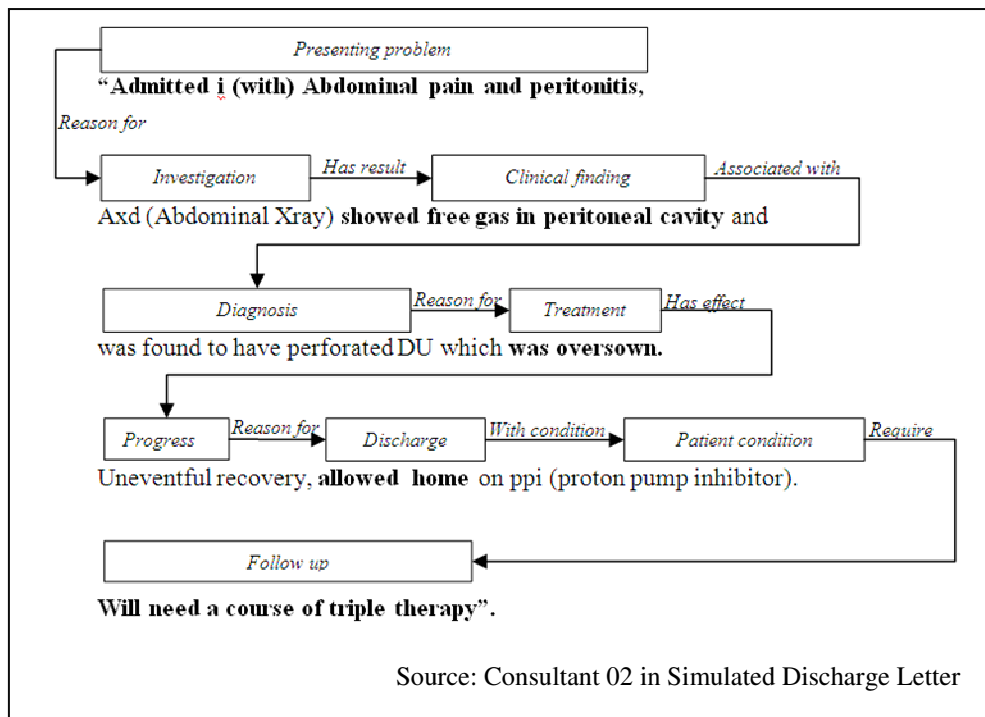 Presenting problem
“Admitted i (with) Abdominal pain and peritonitis,
Reason for
Investigation Has result Clinical finding Associated with
Axd (Abdominal Xray) showed free gas in peritoneal cavity and
Diagnosis Reason for Treatment Has effect
was found to have perforated DU which was oversown.
Progress Reason for Discharge With condition Patient condition Require
Uneventful recovery, allowed home on ppi (proton pump inhibitor).
Follow up
Will need a course of triple therapy”.
Source: Consultant 02 in Simulated Discharge Letter